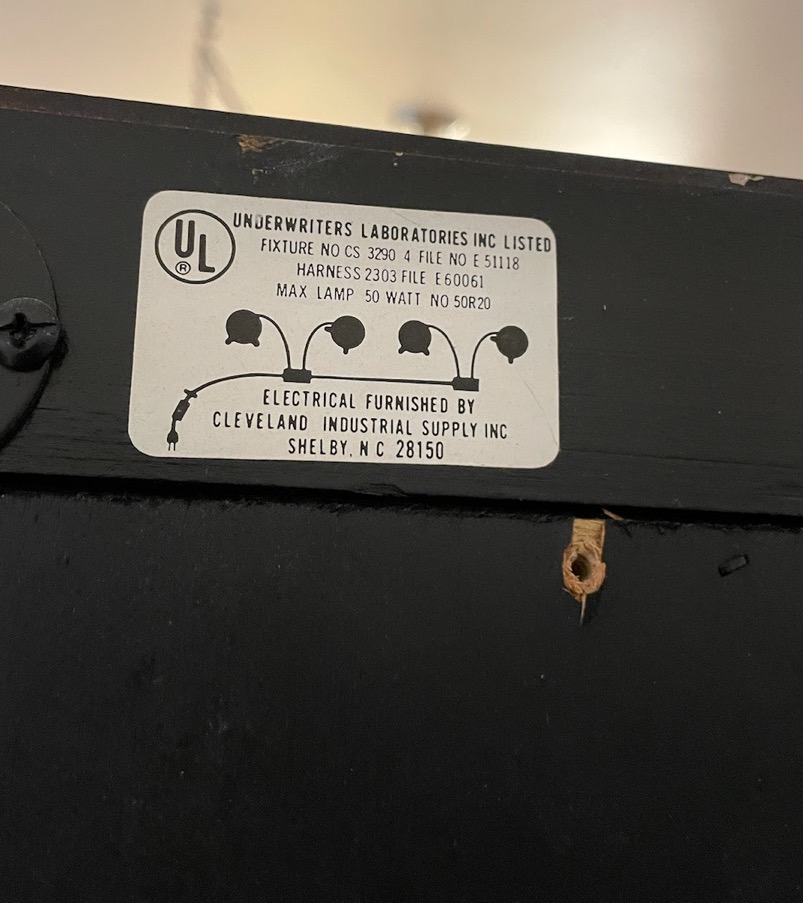 UL
®
UNDERWRITERS LABORATORIES INC LISTED
FIXTURE NO CS 3290 4 FILE NO E 51118
HARNESS 2303 FILE E60061
MAX LAMP 50 WATT NO 50R20
ELECTRICAL FURNISHED BY
CLEVELAND INDUSTRIAL SUPPLY INC
SHELBY, N C 28150